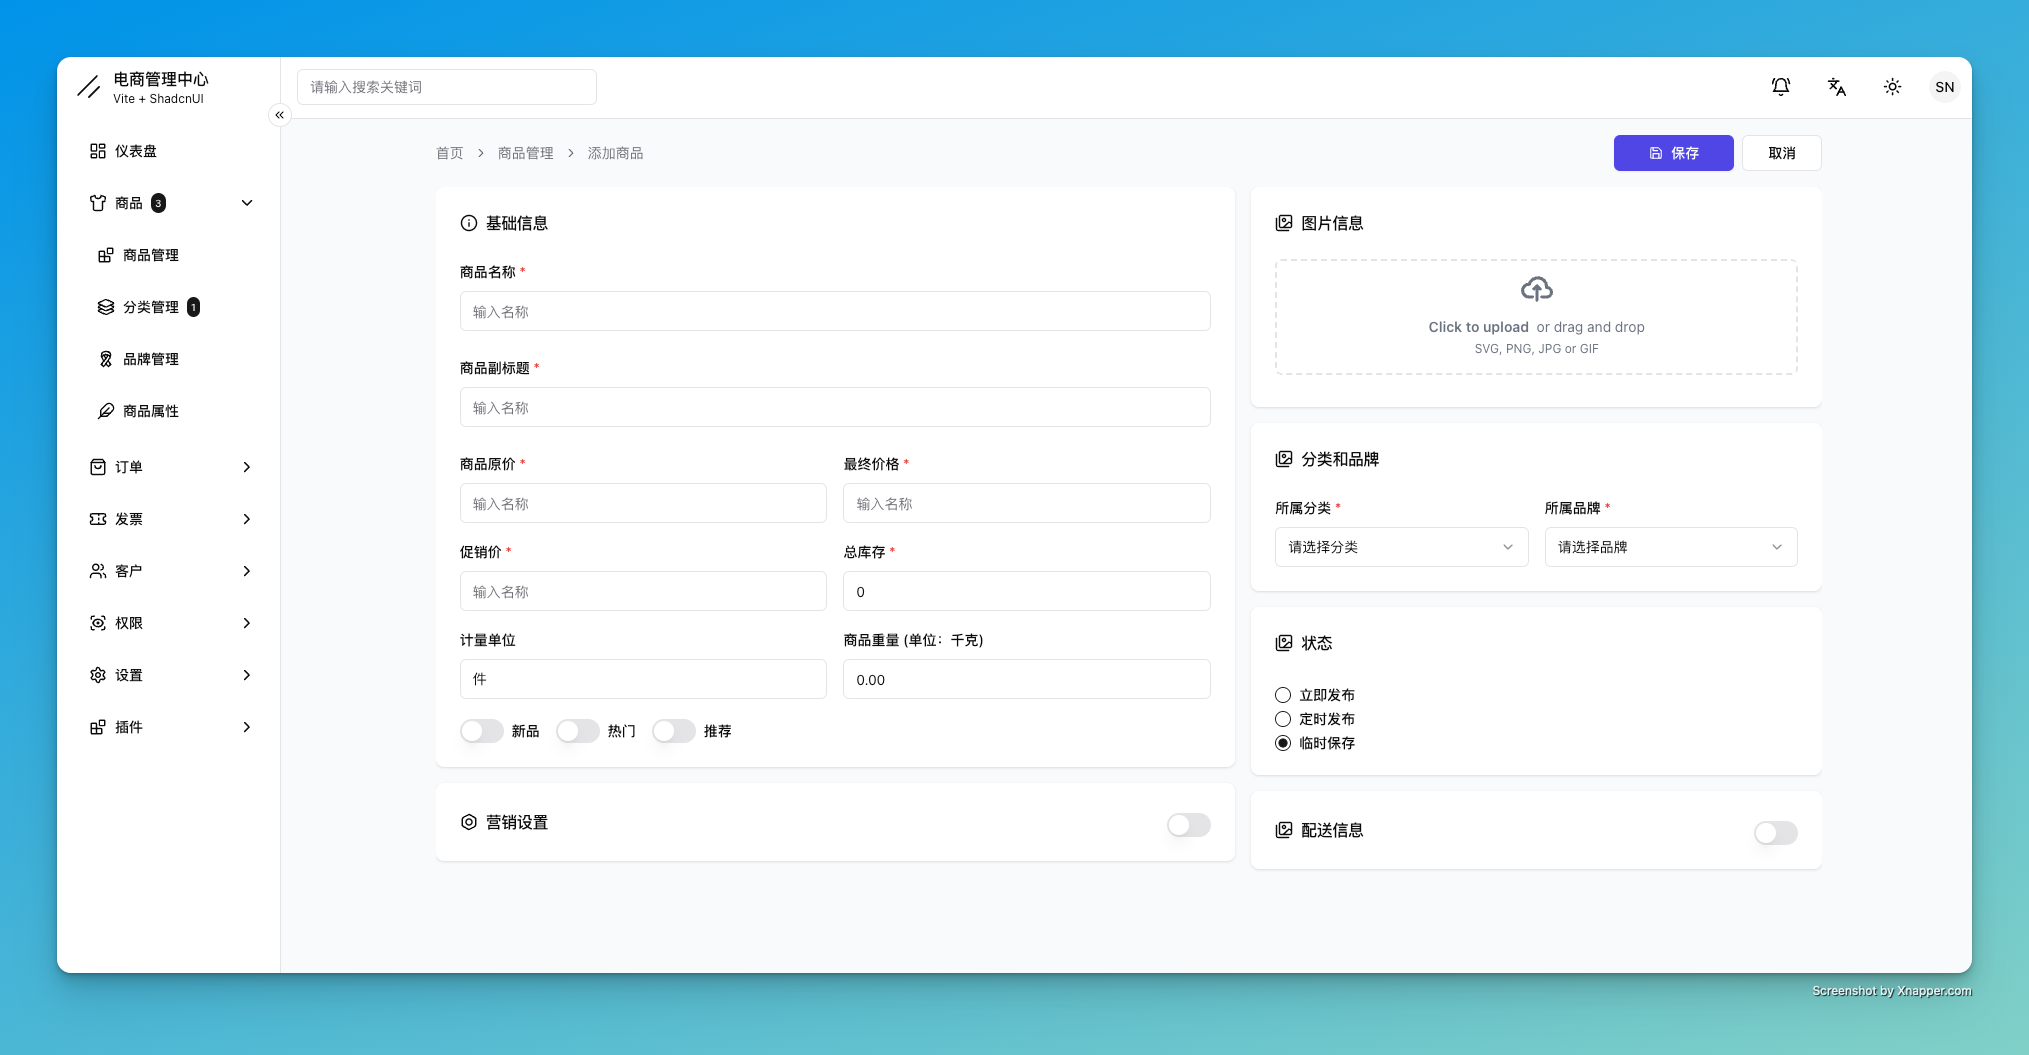 电商管理中心
Vite + ShadcnUI
请输入搜索关键词
SN
仪表盘
商品 3
商品管理
分类管理 1
品牌管理
商品属性
订单
发票
客户
权限
设置
插件
首页 > 商品管理 > 添加商品
保存
取消
基础信息
商品名称 *
输入名称
商品副标题 *
输入名称
商品原价 *
最终价格 *
输入名称
输入名称
促销价 *
总库存 *
输入名称
0
计量单位
商品重量 (单位：千克)
件
0.00
新品
热门
推荐
营销设置
图片信息
Click to upload or drag and drop
SVG, PNG, JPG or GIF
分类和品牌
所属分类 *
所属品牌 *
请选择分类
请选择品牌
状态
立即发布
定时发布
临时保存
配送信息
Screenshot by Xnapper.com